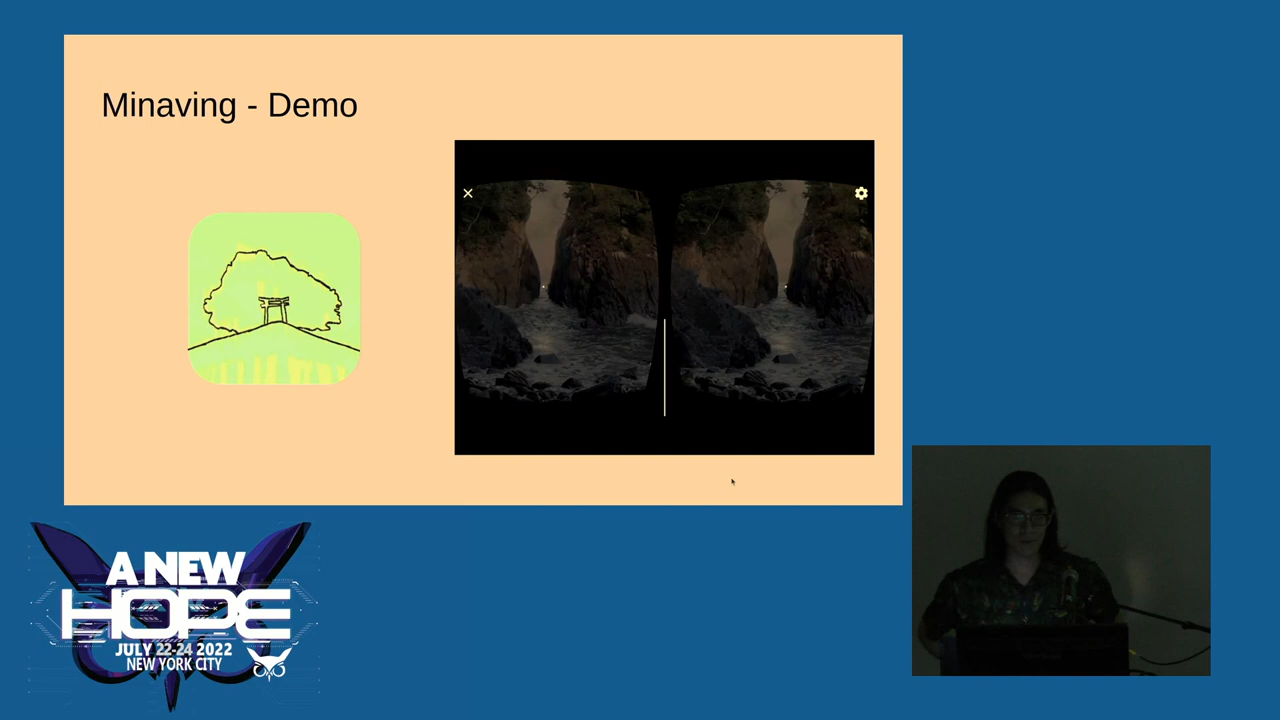 Minaving - Demo
A NEW
HOPE
JULY 22-24 2022
NEW YORK CITY